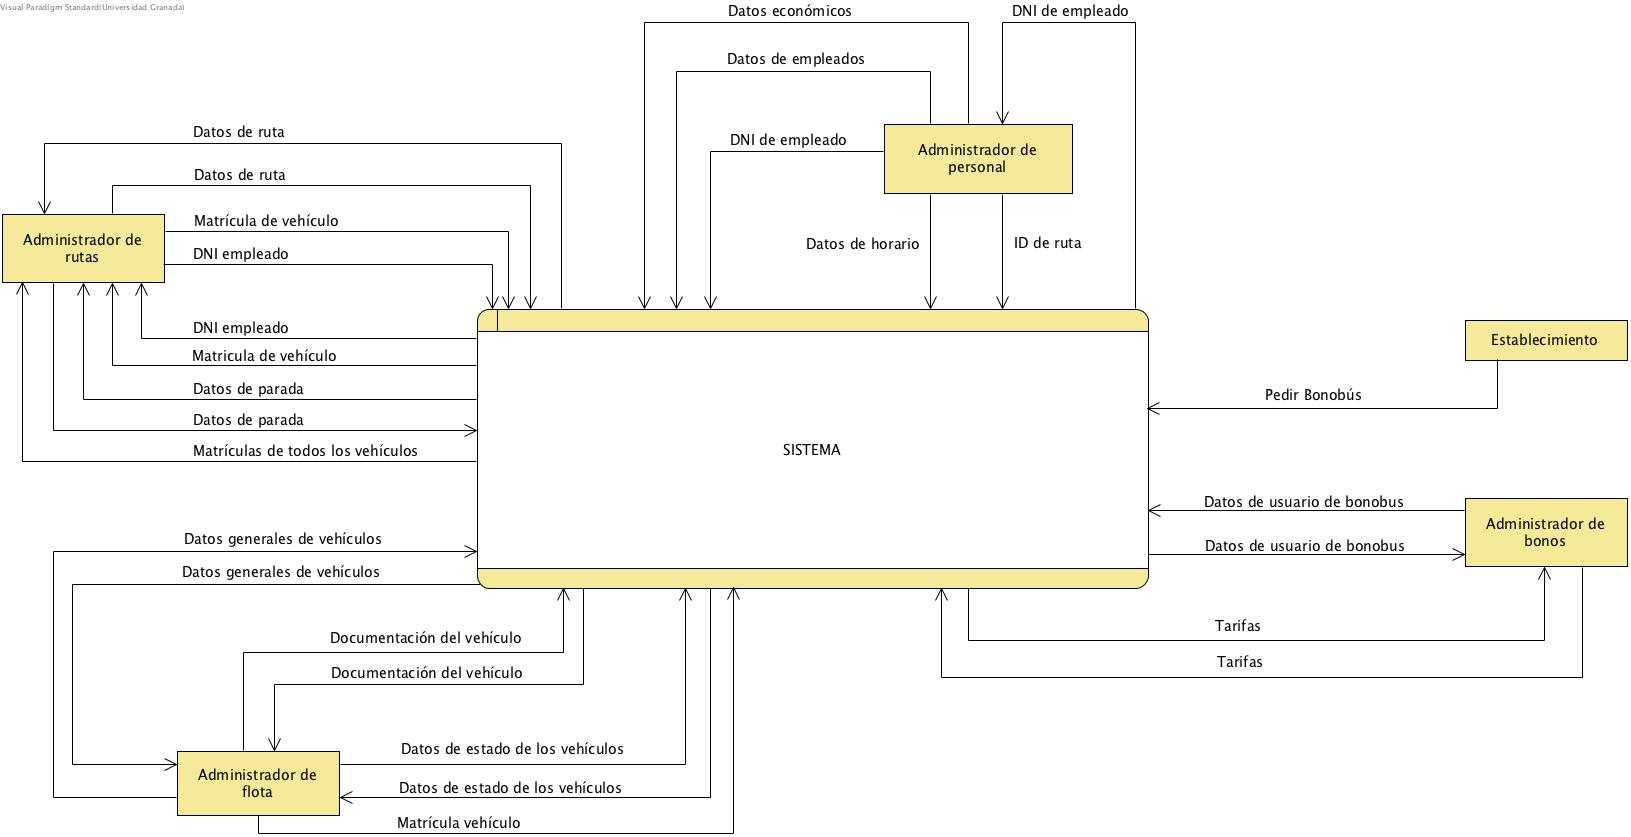 Visual Paradigm Standard(Universidad Granada)
Datos económicos
DNI de empleado
Datos de empleados
DNI de empleado
Administrador de
personal
Datos de horario
ID de ruta
Datos de ruta
Datos de ruta
Matrícula de vehículo
DNI empleado
Administrador de
rutas
DNI empleado
Matricula de vehículo
Datos de parada
Datos de parada
Matrículas de todos los vehículos
Establecimiento
Pedir Bonobús
SISTEMA
Datos de usuario de bonobus
Datos de usuario de bonobus
Administrador de
bonos
Tarifas
Tarifas
Datos generales de vehículos
Datos generales de vehículos
Documentación del vehículo
Documentación del vehículo
Datos de estado de los vehículos
Administrador de
flota
Datos de estado de los vehículos
Matrícula vehículo